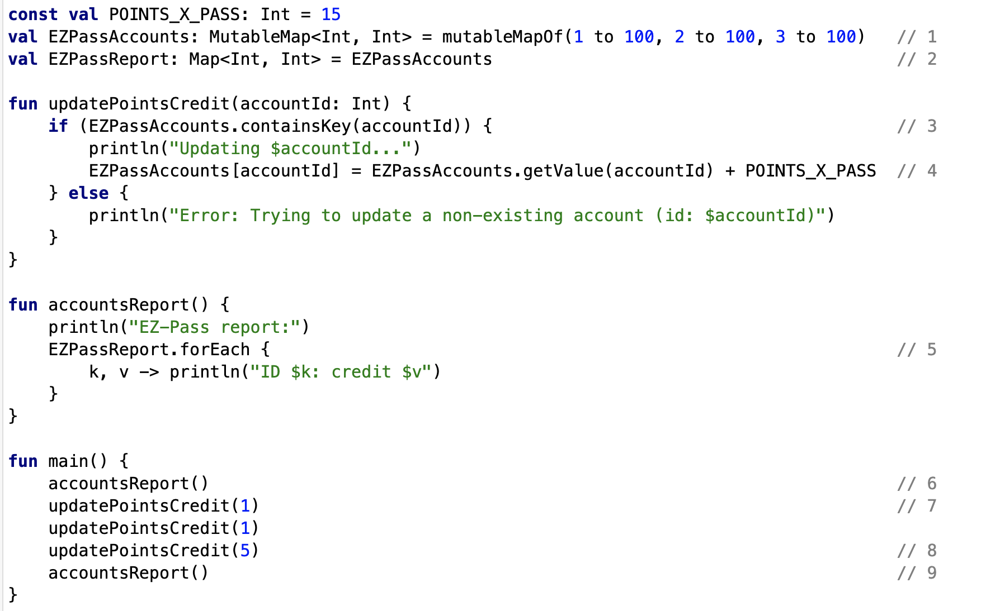 const val POINTS_X_PASS: Int = 15
val EZPassAccounts: MutableMap<Int, Int> = mutableMapOf(1 to 100, 2 to 100, 3 to 100)   // 1
val EZPassReport: Map<Int, Int> = EZPassAccounts                                        // 2

fun updatePointsCredit(accountId: Int) {
    if (EZPassAccounts.containsKey(accountId)) {                                        // 3
        println("Updating $accountId...")
        EZPassAccounts[accountId] = EZPassAccounts.getValue(accountId) + POINTS_X_PASS  // 4
    } else {
        println("Error: Trying to update a non-existing account (id: $accountId)")
    }
}

fun accountsReport() {
    println("EZ-Pass report:")
    EZPassReport.forEach {                                                              // 5
        k, v -> println("ID $k: credit $v")
    }
}

fun main() {
    accountsReport()                                                                    // 6
    updatePointsCredit(1)                                                               // 7
    updatePointsCredit(1)
    updatePointsCredit(5)                                                               // 8
    accountsReport()                                                                    // 9
}